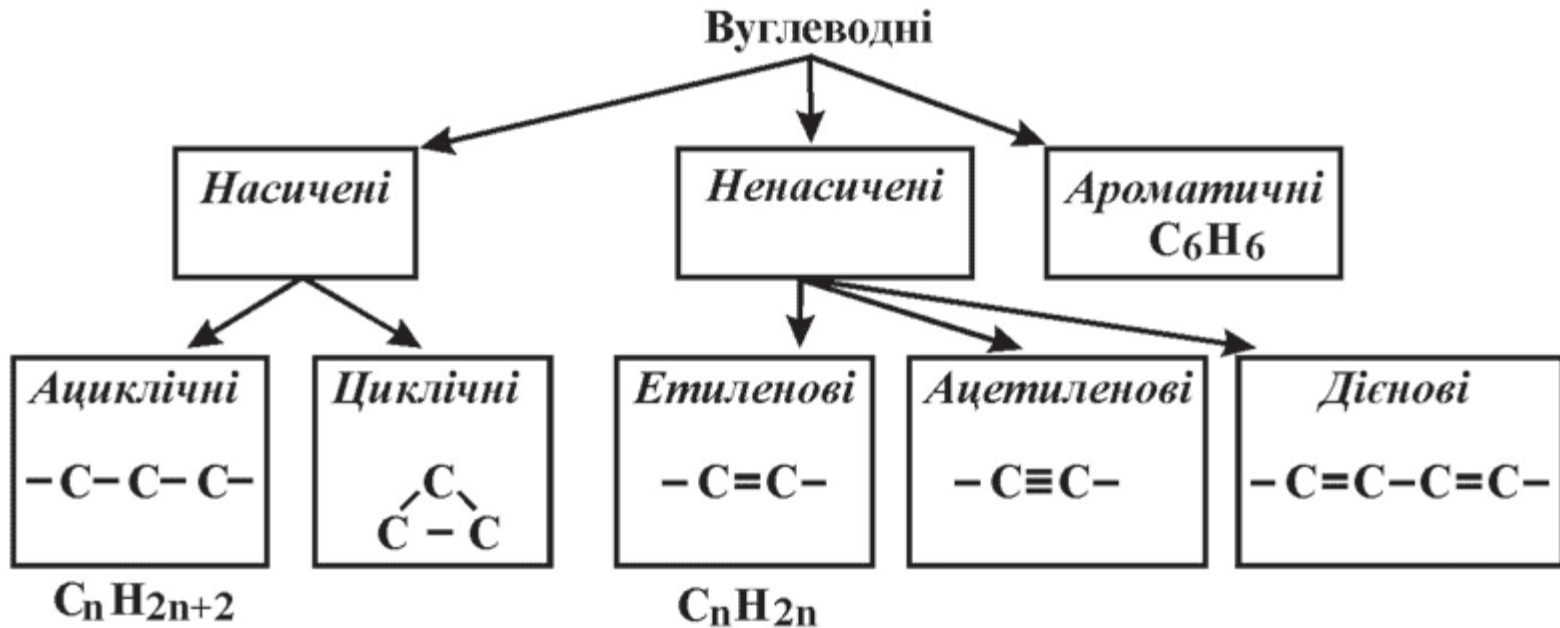 Вуглеводні
Насичені
Ненасичені
Ароматичні
C6H6
Ациклічні
–C–C–C–
Циклічні
C
C – C
Етиленові
–C=C–
Ацетиленові
–C≡C–
Дієнові
–C=C–C=C–
CnH2n+2
CnH2n